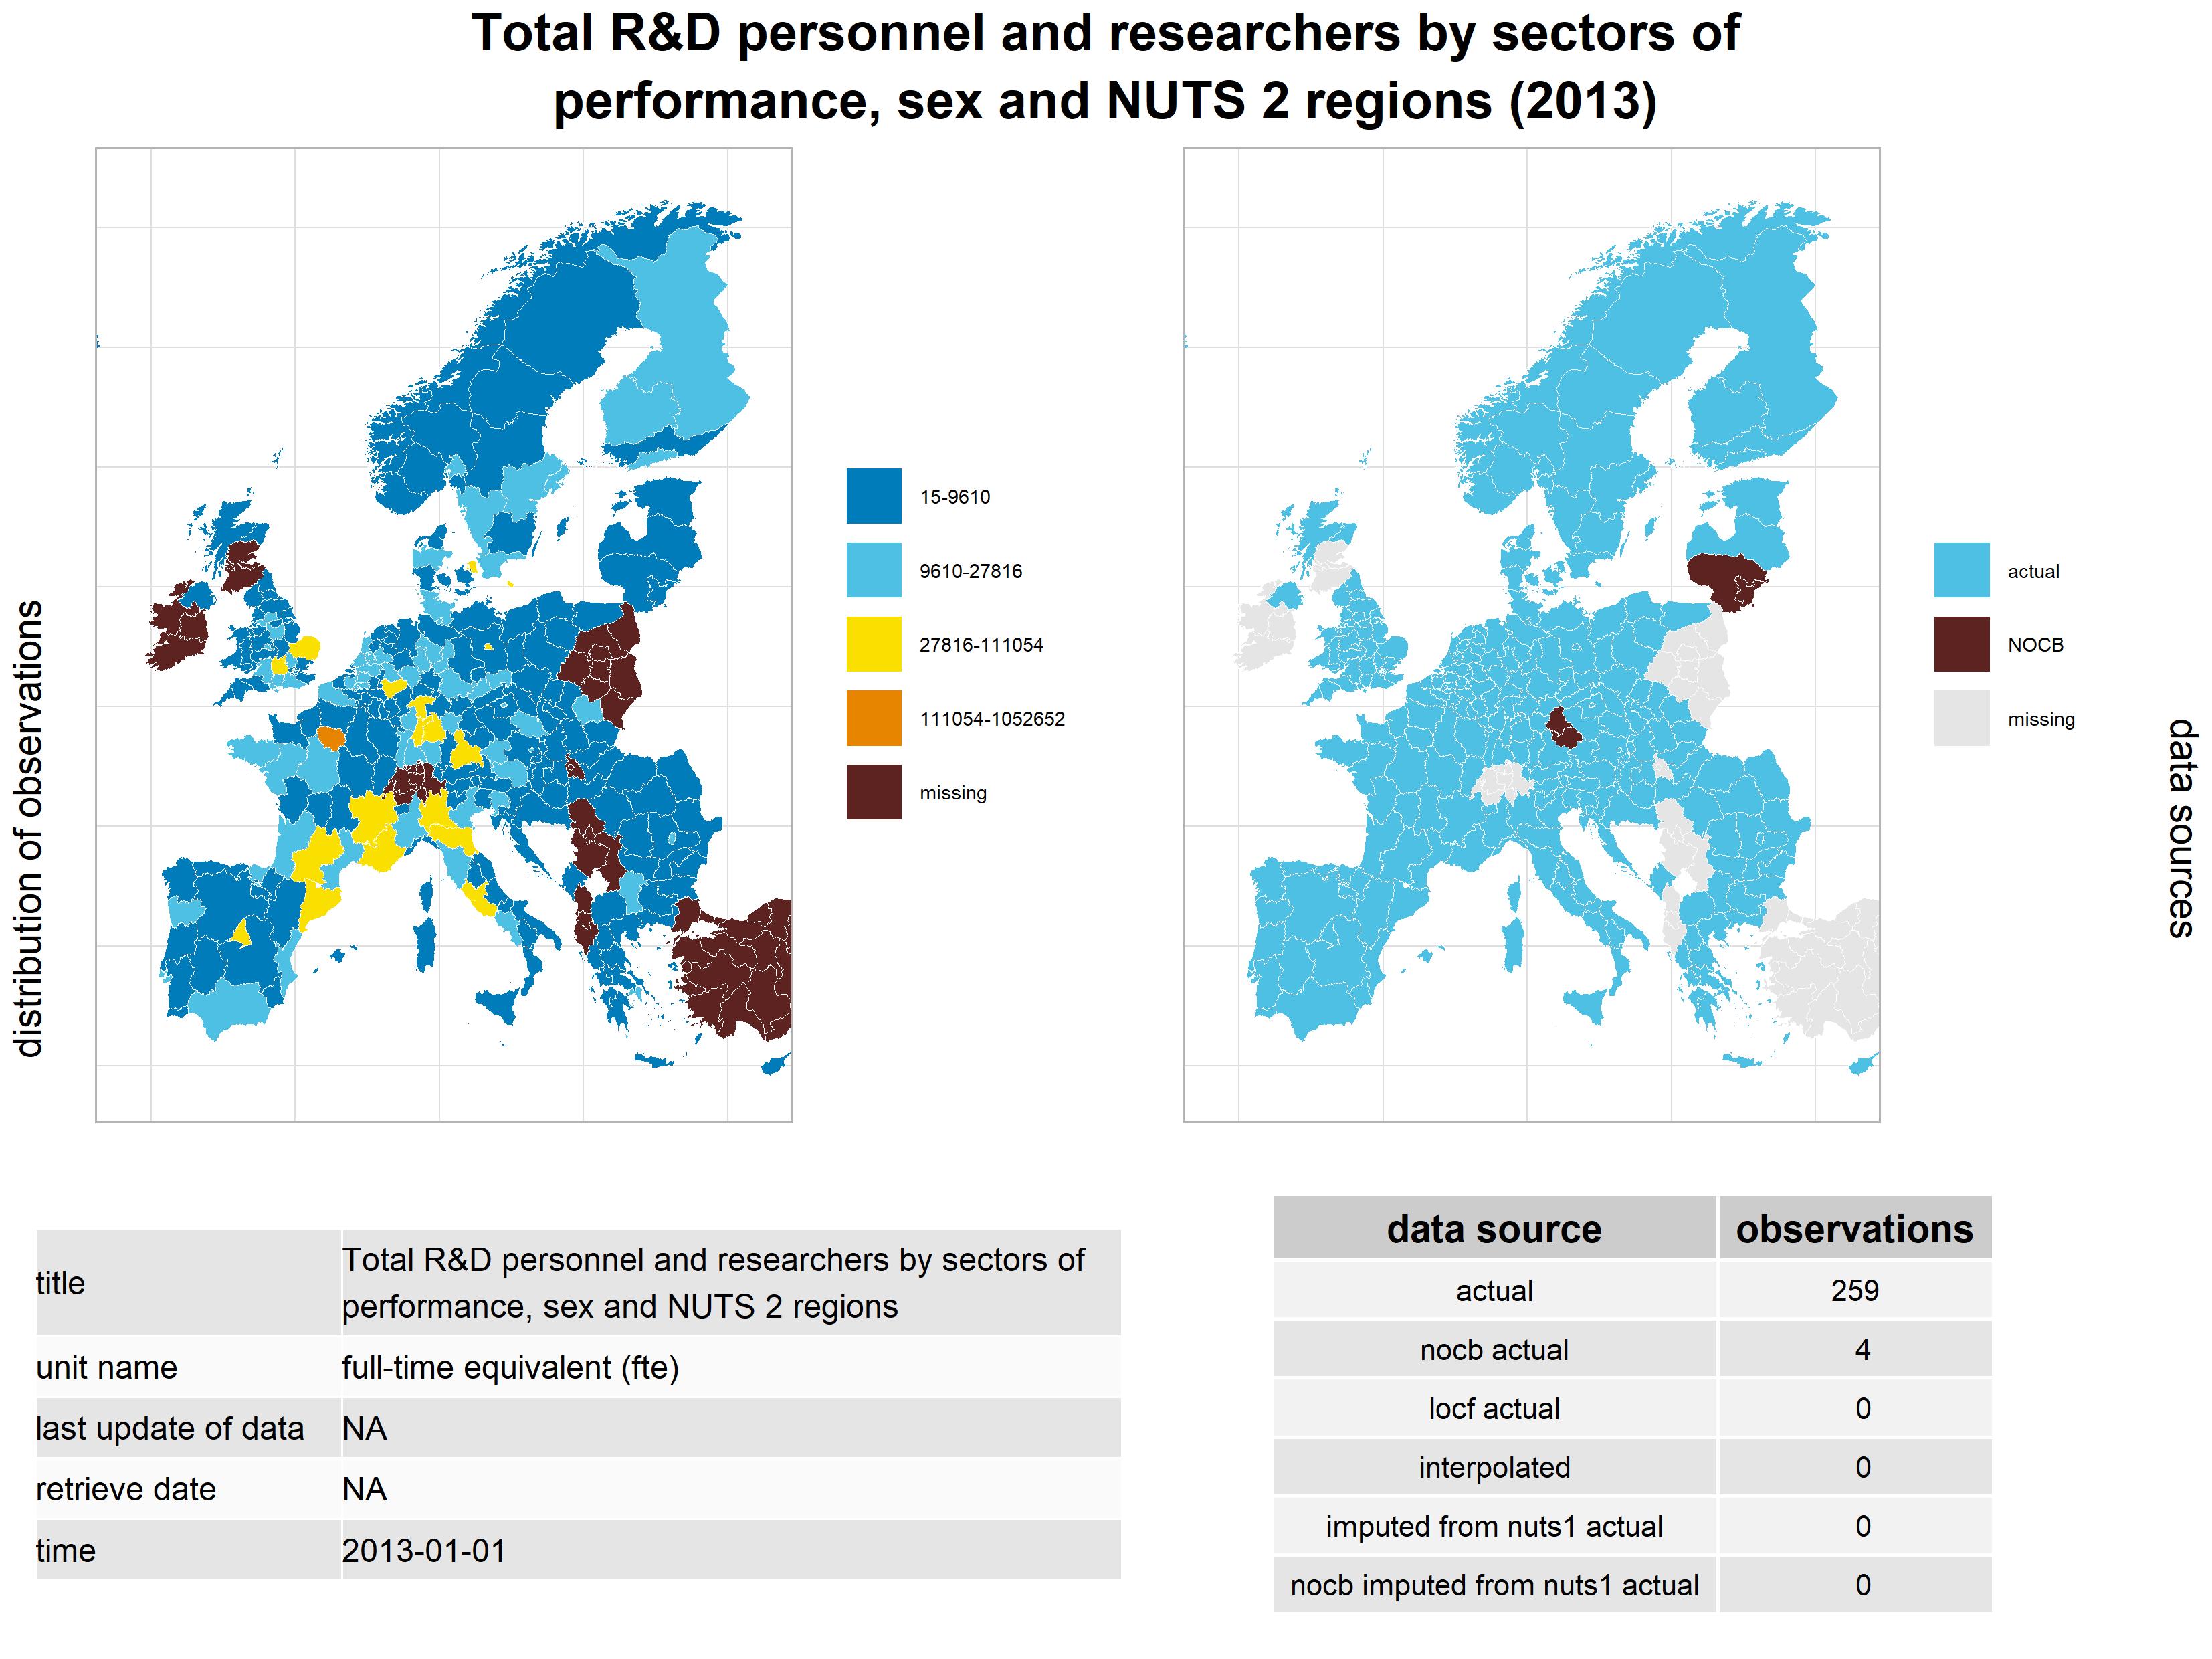 Total R&D personnel and researchers by sectors of
performance, sex and NUTS 2 regions (2013)
distribution of observations
15-9610
9610-27816
27816-111054
111054-1052652
missing
actual
NOCB
missing
data sources
title
Total R&D personnel and researchers by sectors of
performance, sex and NUTS 2 regions
unit name
full-time equivalent (fte)
last update of data
NA
retrieve date
NA
time
2013-01-01
data source
observations
actual
259
nocb actual
4
locf actual
0
interpolated
0
imputed from nuts1 actual
0
nocb imputed from nuts1 actual
0